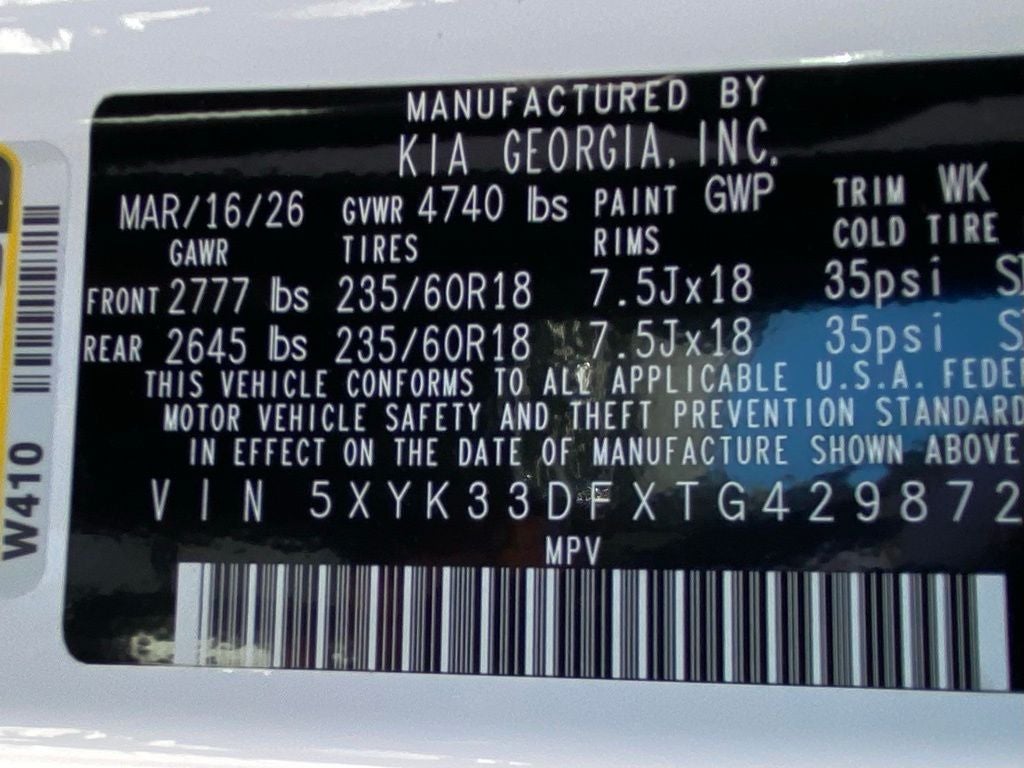 MANUFACTURED BY
KIA GEORGIA, INC.
MAR/16/26 GVWR 4740 lbs PAINT GWP TRIM WK
GAWR TIRES RIMS COLD TIRE
FRONT 2777 lbs 235/60R18 7.5Jx18 35psi
REAR 2645 lbs 235/60R18 7.5Jx18 35psi
THIS VEHICLE CONFORMS TO ALL APPLICABLE U.S.A. FEDE
MOTOR VEHICLE SAFETY AND THEFT PREVENTION STANDARD
IN EFFECT ON THE DATE OF MANUFACTURE SHOWN ABOVE
VIN 5XYK33DFXTG429872
MPV
W410